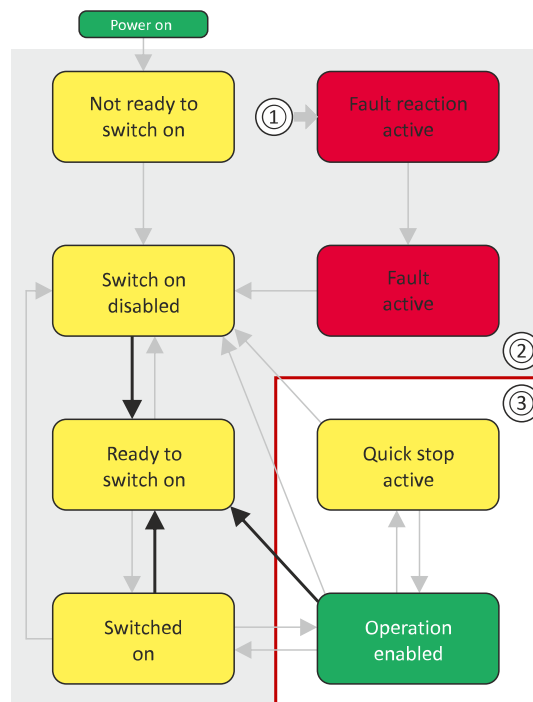 Power on
Not ready to
switch on
①
Fault reaction
active
Switch on
disabled
Fault
active
②
③
Ready to
switch on
Quick stop
active
Switched
on
Operation
enabled